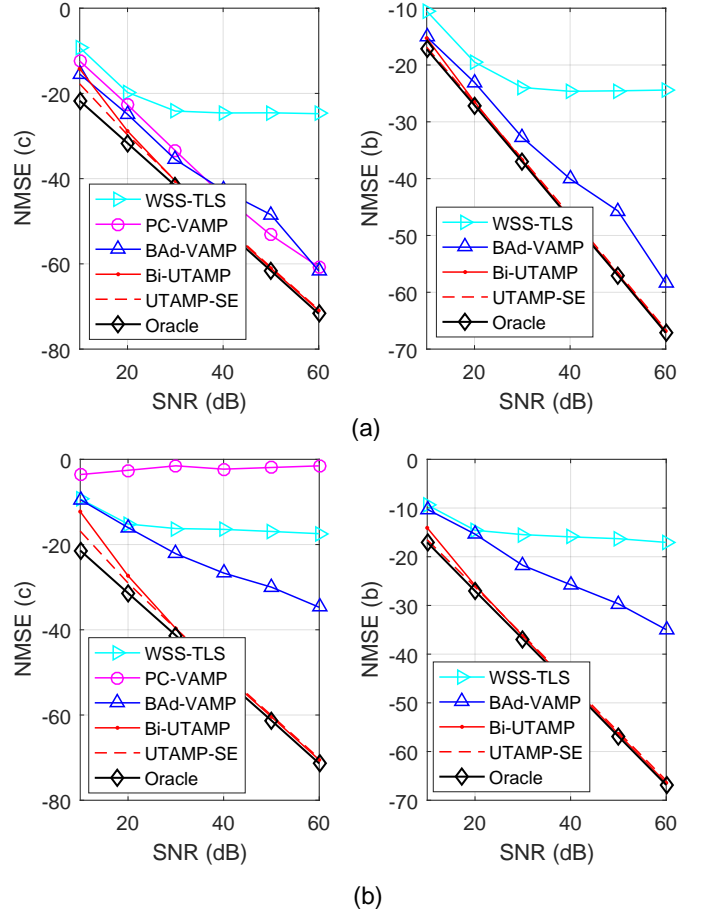 0
-20
-40
-60
-80
NMSE (c)
20
40
60
SNR (dB)
WSS-TLS
PC-VAMP
BAd-VAMP
Bi-UTAMP
UTAMP-SE
Oracle
-10
-20
-30
-40
-50
-60
-70
NMSE (b)
20
40
60
SNR (dB)
WSS-TLS
BAd-VAMP
Bi-UTAMP
UTAMP-SE
Oracle
(a)
0
-20
-40
-60
-80
NMSE (c)
20
40
60
SNR (dB)
WSS-TLS
PC-VAMP
BAd-VAMP
Bi-UTAMP
UTAMP-SE
Oracle
0
-10
-20
-30
-40
-50
-60
-70
NMSE (b)
20
40
60
SNR (dB)
WSS-TLS
BAd-VAMP
Bi-UTAMP
UTAMP-SE
Oracle
(b)